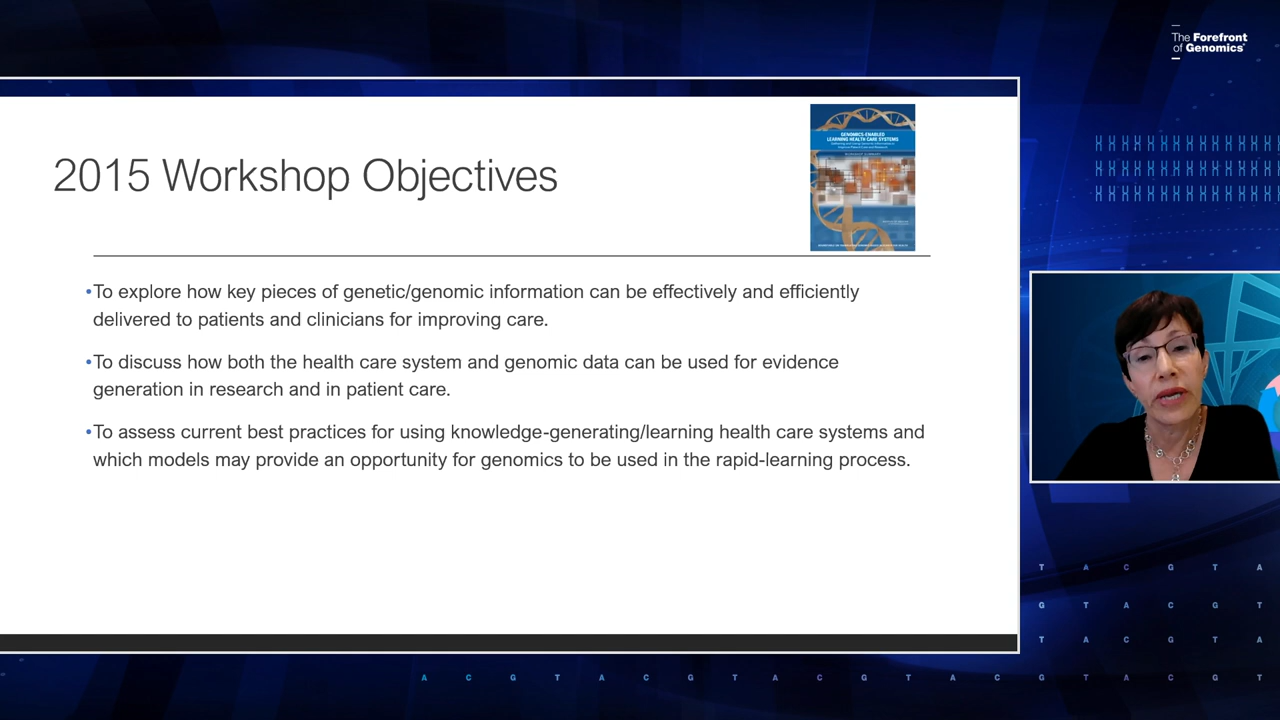 The Forefront
of Genomics®
2015 Workshop Objectives
GENOMICS-ENABLED
LEARNING HEALTH CARE SYSTEMS
WORKSHOP SUMMARY
•To explore how key pieces of genetic/genomic information can be effectively and efficiently
delivered to patients and clinicians for improving care.
•To discuss how both the health care system and genomic data can be used for evidence
generation in research and in patient care.
•To assess current best practices for using knowledge-generating/learning health care systems and
which models may provide an opportunity for genomics to be used in the rapid-learning process.
T A C G T A
G T A C G T
T A C G T A
A C G T A C G T A C G T A C G T A C G T